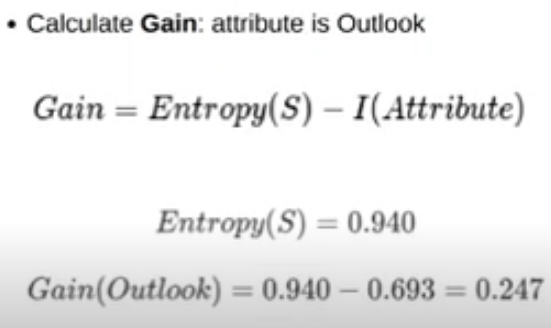 • Calculate Gain: attribute is Outlook
Gain = Entropy(S) – I(Attribute)
Entropy(S) = 0.940
Gain(Outlook) = 0.940 – 0.693 = 0.247